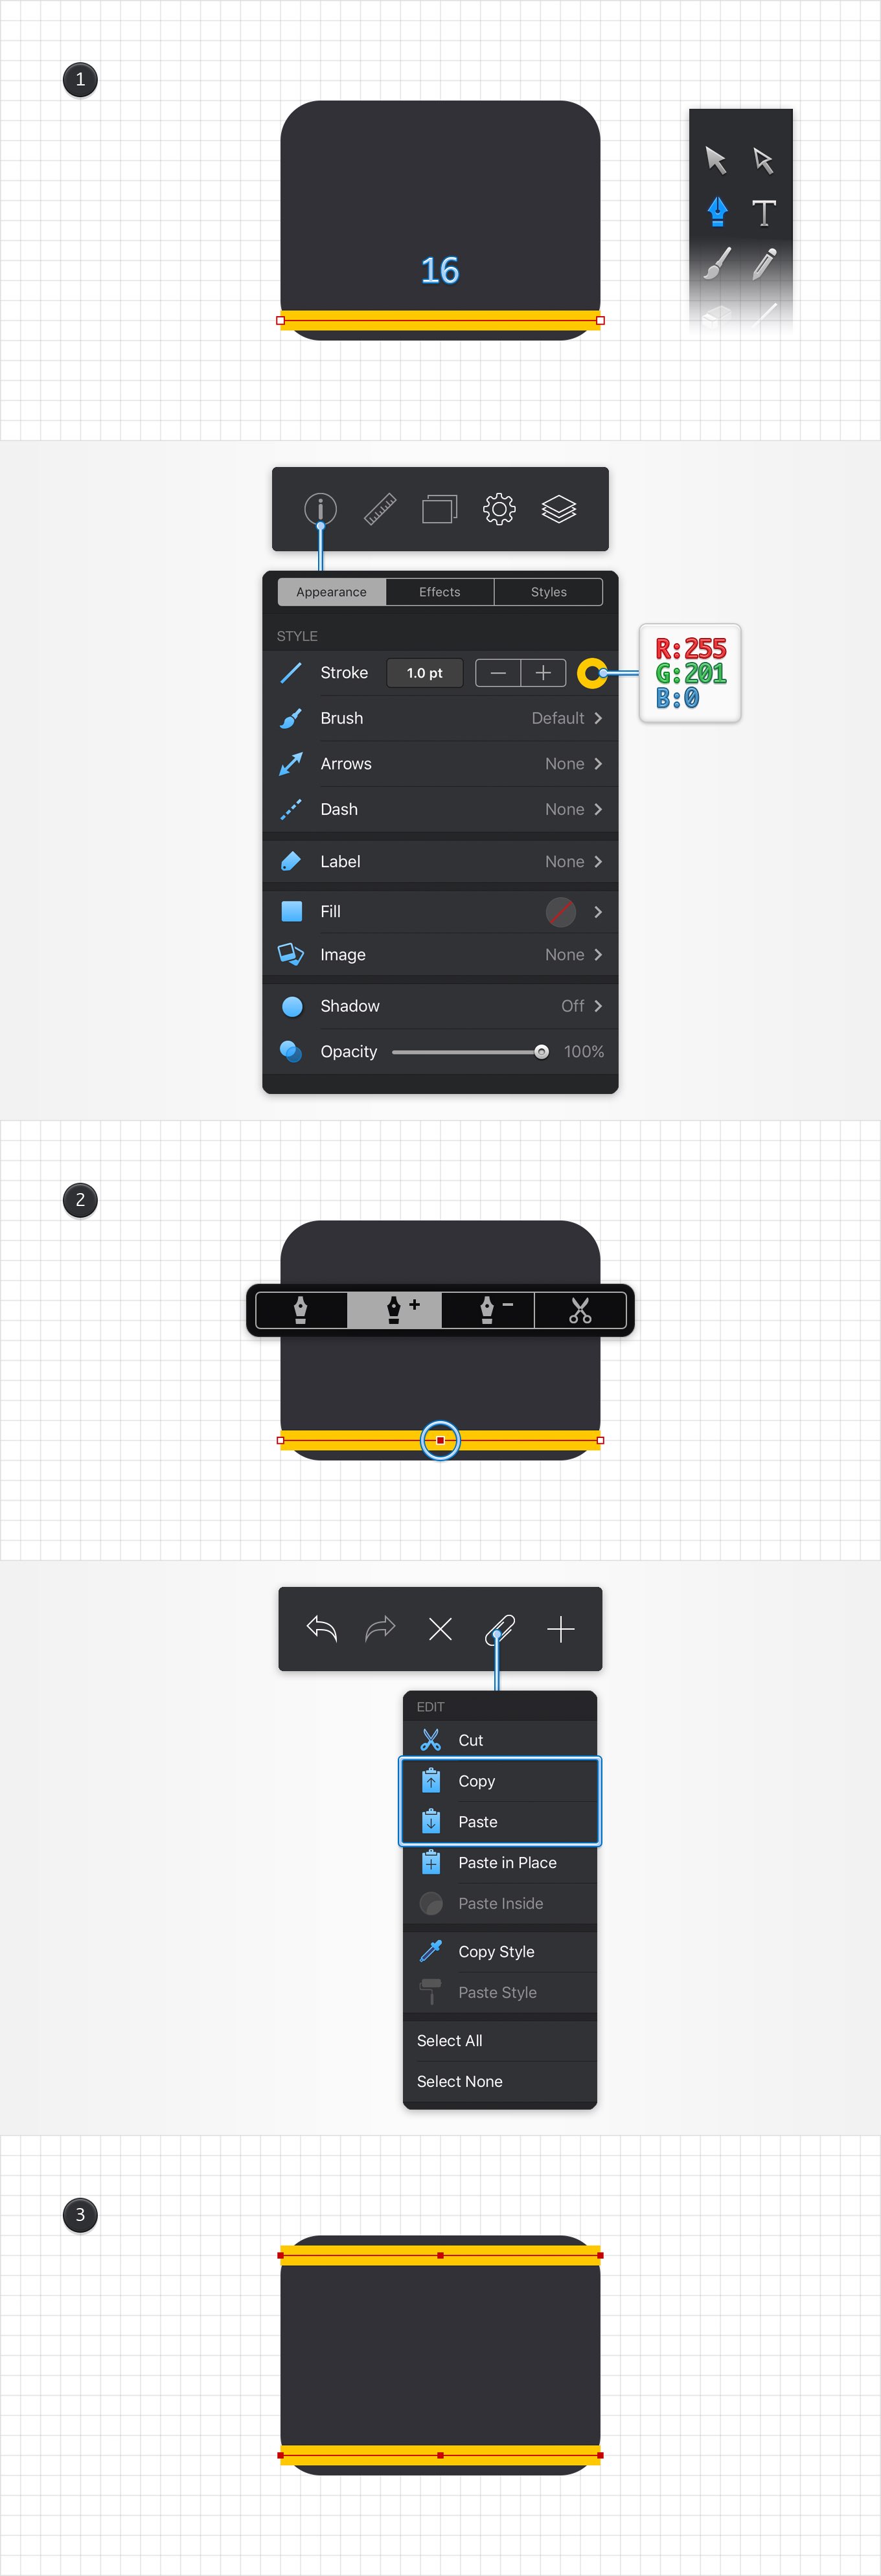 1
16
T
Appearance Effects Styles
STYLE
Stroke 1.0 pt
R:255
G:201
B:0
Brush Default
Arrows None
Dash None
Label None
Fill
Image None
Shadow Off
Opacity 100%
2
EDIT
Cut
Copy
Paste
Paste in Place
Paste Inside
Copy Style
Paste Style
Select All
Select None
3